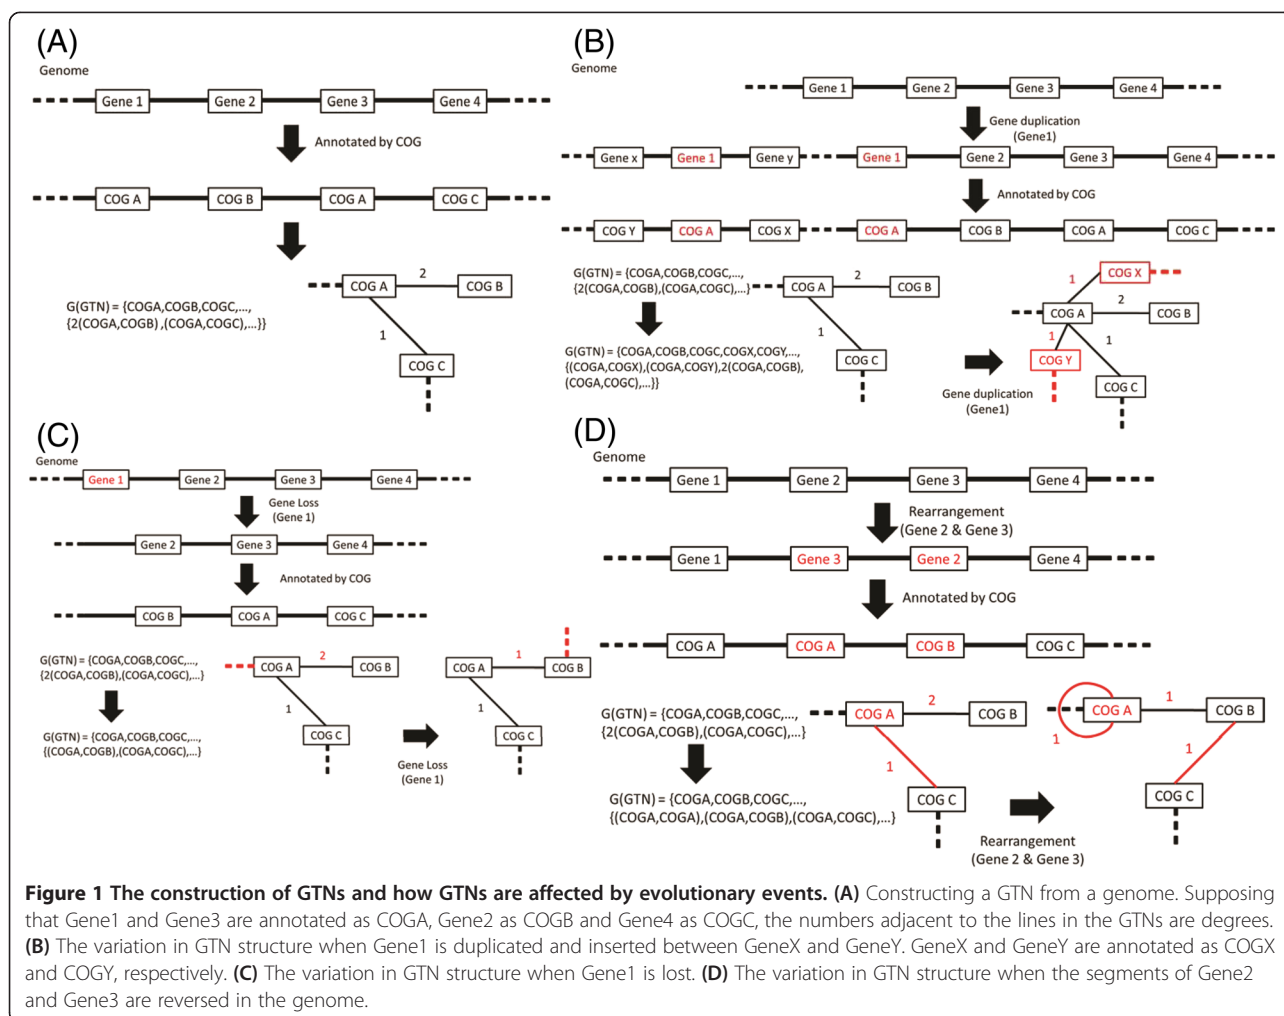 (A)
Genome
Gene 1 Gene 2 Gene 3 Gene 4
Annotated by COG
COG A COG B COG A COG C
G(GTN) = {COGA,COGB,COGC,...,
{2(COGA,COGB) ,(COGA,COGC),...}}
COG A 2 COG B
1
COG C
(B)
Genome
Gene 1 Gene 2 Gene 3 Gene 4
Gene duplication
(Gene1)
Gene x Gene 1 Gene y Gene 1 Gene 2 Gene 3 Gene 4
Annotated by COG
COG Y COG A COG X COG A COG B COG A COG C
G(GTN) = {COGA,COGB,COGC,...,
{2(COGA,COGB),(COGA,COGC),...}
G(GTN) = {COGA,COGB,COGC,COGX,COGY,...,
{(COGA,COGX),(COGA,COGY),2(COGA,COGB),
(COGA,COGC),...}}
COG A 2 COG B
1
COG C
Gene duplication
(Gene1)
COG X
1
2
COG A COG B
1 1
COG Y
COG C
(C)
Genome
Gene 1 Gene 2 Gene 3 Gene 4
Gene Loss
(Gene 1)
Gene 2 Gene 3 Gene 4
Annotated by COG
COG B COG A COG C
G(GTN) = {COGA,COGB,COGC,...,
{2(COGA,COGB),(COGA,COGC),...}
G(GTN) = {COGA,COGB,COGC,...,
{(COGA,COGB),(COGA,COGC),...}
COG A 2 COG B
1
COG C
Gene Loss
(Gene 1)
COG A 1 COG B
1
COG C
(D)
Genome
Gene 1 Gene 2 Gene 3 Gene 4
Rearrangement
(Gene 2 & Gene 3)
Gene 1 Gene 3 Gene 2 Gene 4
Annotated by COG
COG A COG A COG B COG C
G(GTN) = {COGA,COGB,COGC,...,
{2(COGA,COGB),(COGA,COGC),...}
G(GTN) = {COGA,COGB,COGC,...,
{(COGA,COGA),(COGA,COGB),(COGA,COGC),...}
COG A 2 COG B
1
COG C
Rearrangement
(Gene 2 & Gene 3)
COG A 1 COG B
1 1
COG C
Figure 1 The construction of GTNs and how GTNs are affected by evolutionary events. (A) Constructing a GTN from a genome. Supposing
that Gene1 and Gene3 are annotated as COGA, Gene2 as COGB and Gene4 as COGC, the numbers adjacent to the lines in the GTNs are degrees.
(B) The variation in GTN structure when Gene1 is duplicated and inserted between GeneX and GeneY. GeneX and GeneY are annotated as COGX
and COGY, respectively. (C) The variation in GTN structure when Gene1 is lost. (D) The variation in GTN structure when the segments of Gene2
and Gene3 are reversed in the genome.